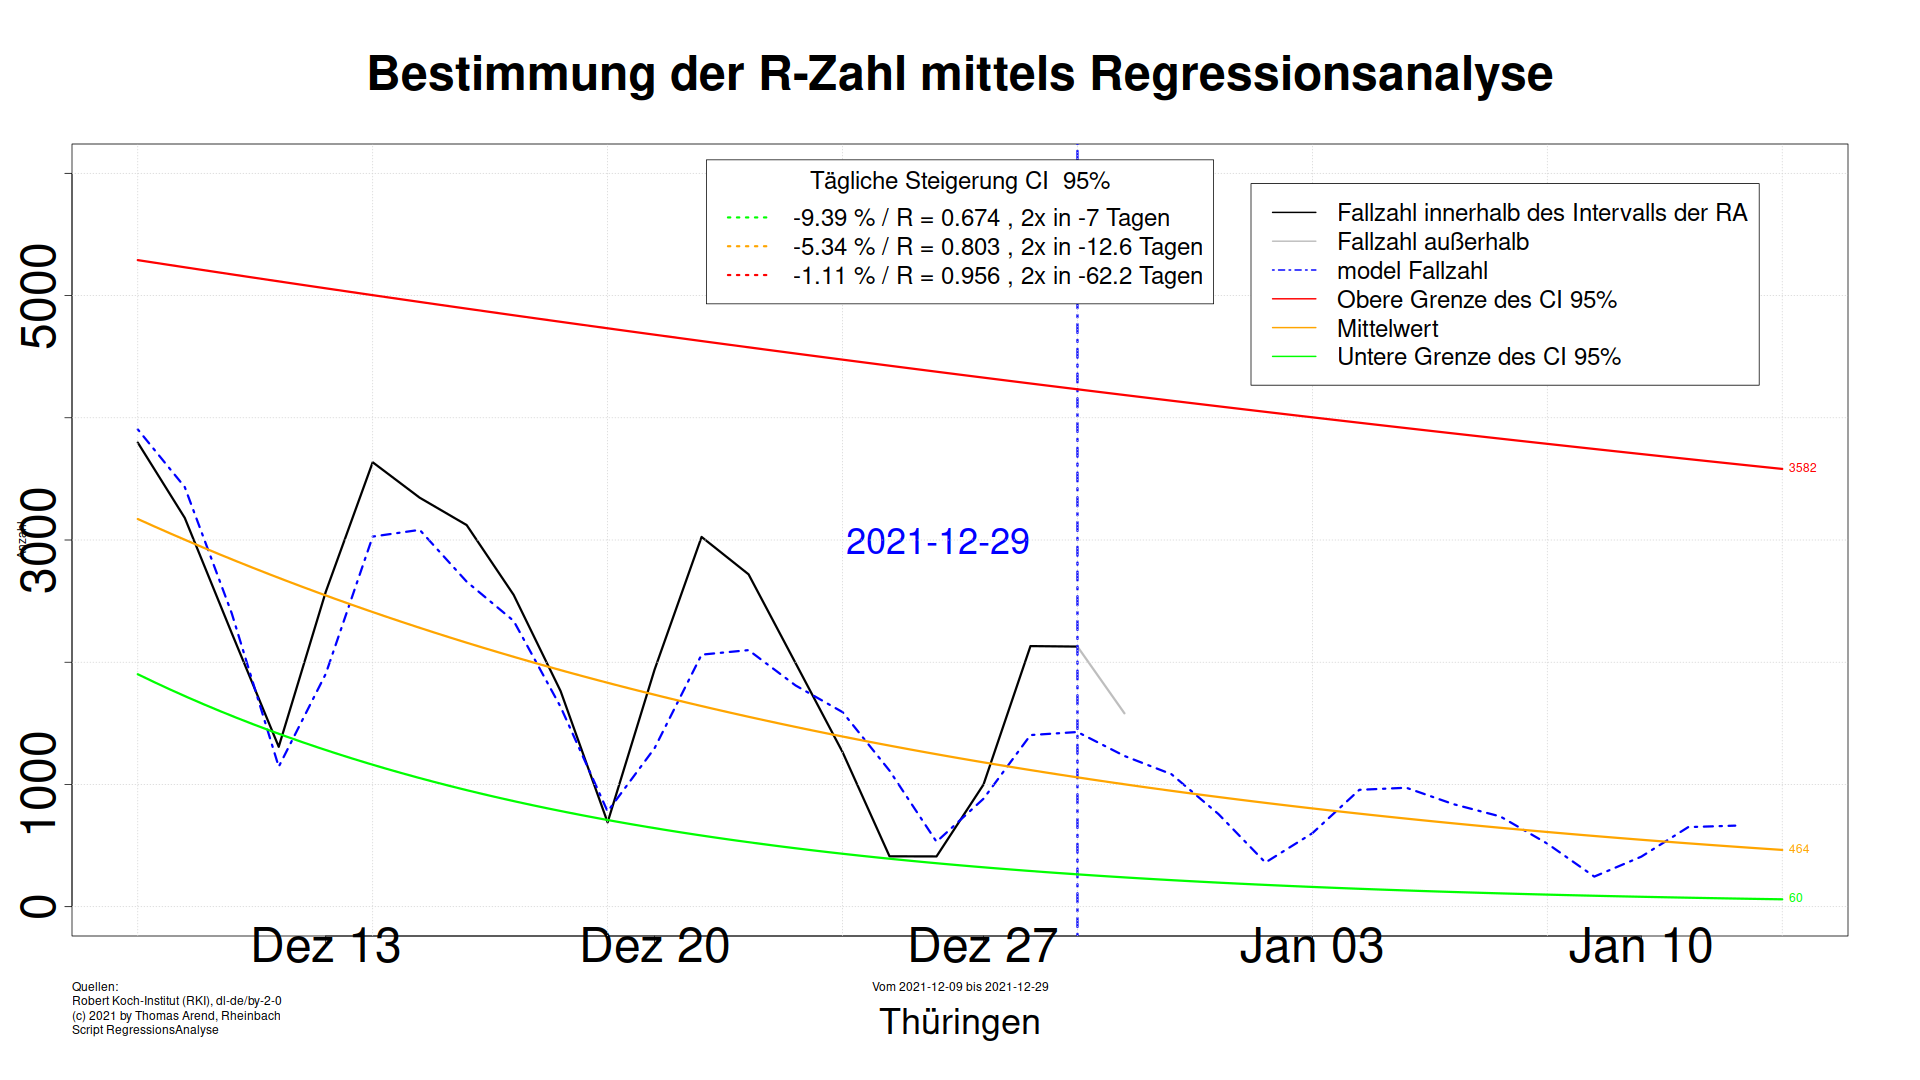 Bestimmung der R-Zahl mittels Regressionsanalyse
Tägliche Steigerung CI 95%
-9.39 % / R = 0.674 , 2x in -7 Tagen
-5.34 % / R = 0.803 , 2x in -12.6 Tagen
-1.11 % / R = 0.956 , 2x in -62.2 Tagen
Fallzahl innerhalb des Intervalls der RA
Fallzahl außerhalb
model Fallzahl
Obere Grenze des CI 95%
Mittelwert
Untere Grenze des CI 95%
5000
3000
1000
0
Anzahl
2021-12-29
3582
464
60
Dez 13
Dez 20
Dez 27
Jan 03
Jan 10
Quellen:
Robert Koch-Institut (RKI), dl-de/by-2-0
(c) 2021 by Thomas Arend, Rheinbach
Script RegressionsAnalyse
Vom 2021-12-09 bis 2021-12-29
Thüringen